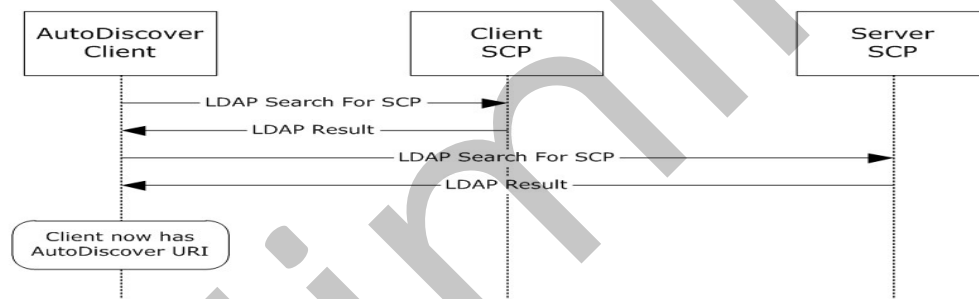 AutoDiscover
Client
Client
SCP
Server
SCP
LDAP Search For SCP
LDAP Result
LDAP Search For SCP
LDAP Result
Client now has
AutoDiscover URI